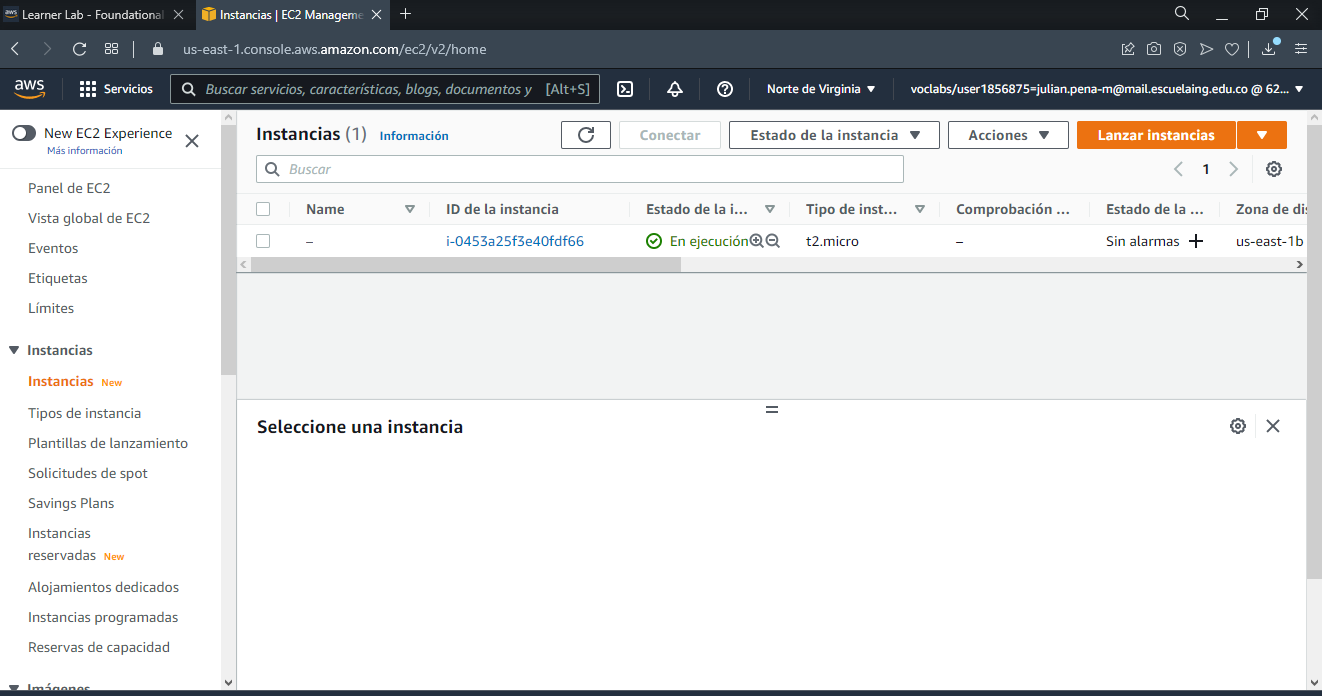 Learner Lab - Foundational
Instancias | EC2 Manageme
us-east-1.console.aws.amazon.com/ec2/v2/home
aws
Servicios
Buscar servicios, características, blogs, documentos y [Alt+S]
Norte de Virginia
voclabs/user1856875=julian.pena-m@mail.escuelaing.edu.co @ 62...
New EC2 Experience
Más información
Panel de EC2
Vista global de EC2
Eventos
Etiquetas
Límites
Instancias
Instancias New
Tipos de instancia
Plantillas de lanzamiento
Solicitudes de spot
Savings Plans
Instancias
reservadas New
Alojamientos dedicados
Instancias programadas
Reservas de capacidad
Imágenes
Instancias (1) Información
Conectar
Estado de la instancia
Acciones
Lanzar instancias
Buscar
1
Name ID de la instancia Estado de la i... Tipo de inst... Comprobación ... Estado de la ... Zona de dis
– i-0453a25f3e40fdf66 En ejecución t2.micro – Sin alarmas + us-east-1b
Seleccione una instancia